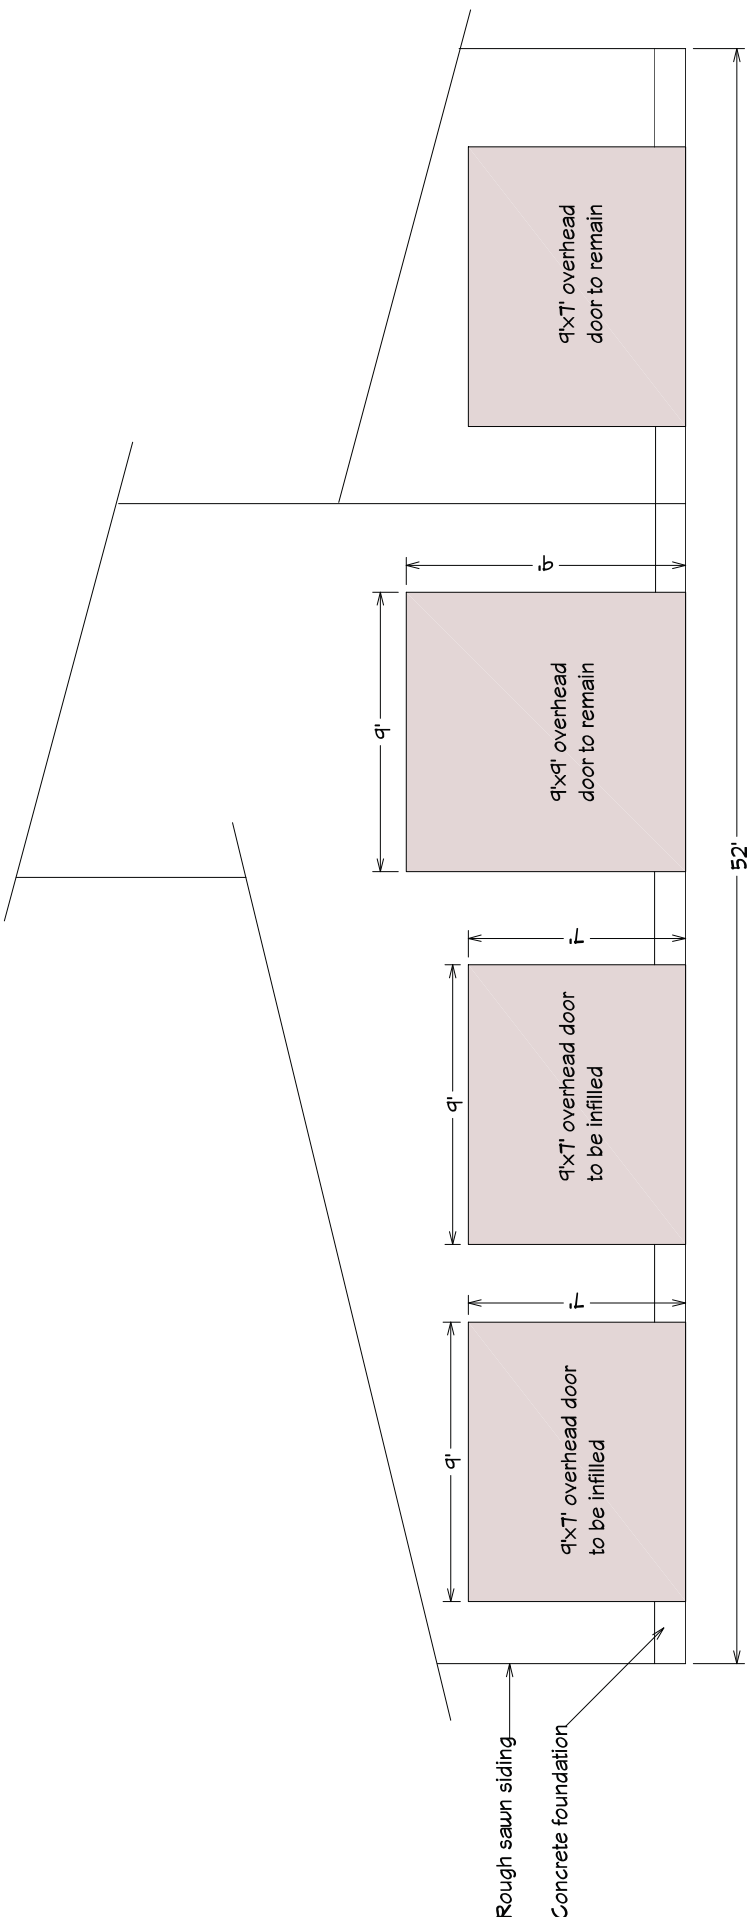 Rough sawn siding
Concrete foundation
9'
9'x7' overhead door
to be infilled
7'
9'
9'x7' overhead door
to be infilled
7'
9'
9'x9' overhead
door to remain
9'
9'x7' overhead
door to remain
52'